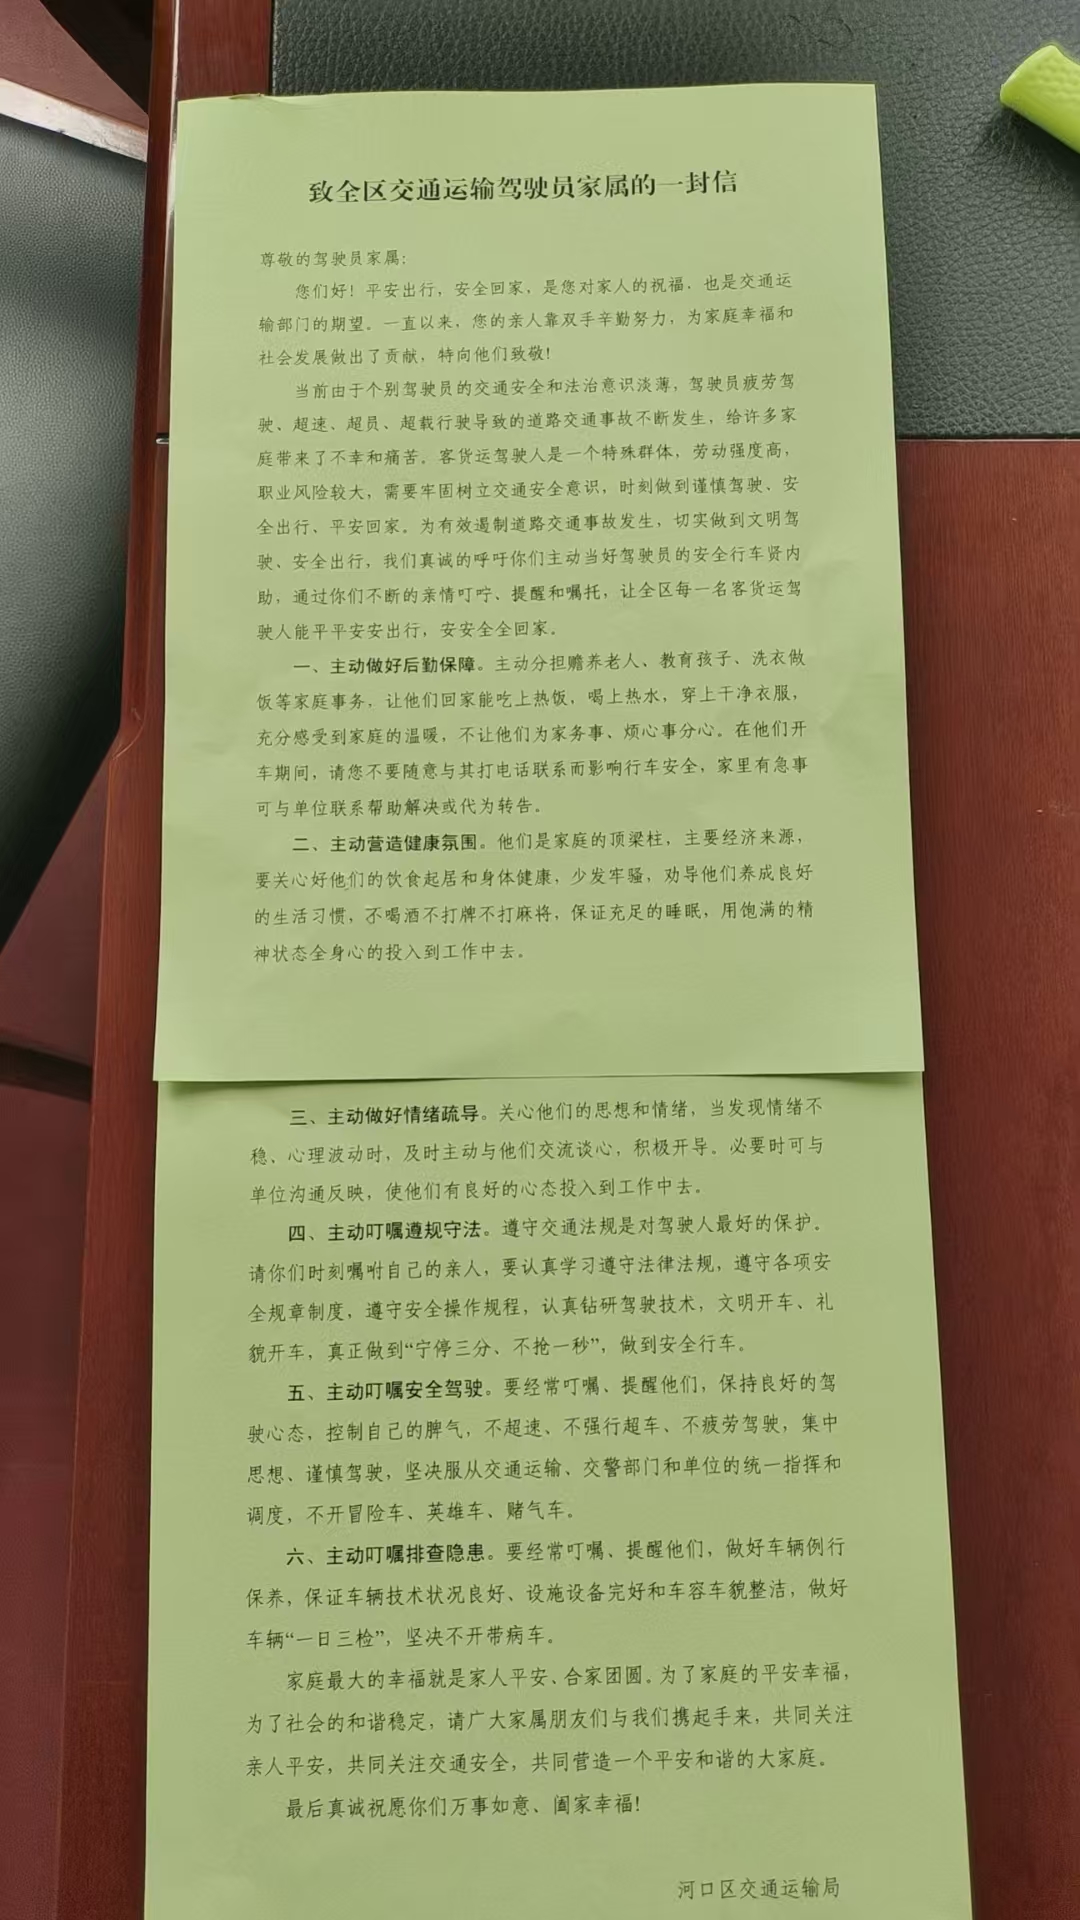 致全区交通运输驾驶员家属的一封信
尊敬的驾驶员家属:
您们好!平安出行,安全回家,是您对家人的祝福,也是交通运
输部门的期望。一直以来,您的亲人靠双手辛勤努力,为家庭幸福和
社会发展做出了贡献,特向他们致敬!
当前由于个别驾驶员的交通安全和法治意识淡薄,驾驶员疲劳驾
驶、超速、超员、超载行驶导致的道路交通事故不断发生,给许多家
庭带来了不幸和痛苦。客货运驾驶人是一个特殊群体,劳动强度高,
职业风险较大,需要牢固树立交通安全意识,时刻做到谨慎驾驶、安
全出行、平安回家。为有效遏制道路交通事故发生,切实做到文明驾
驶、安全出行,我们真诚的呼吁你们主动当好驾驶员的安全行车贤内
助,通过你们不断的亲情叮咛、提醒和嘱托,让全区每一名客货运驾
驶人能平平安安出行,安安全全回家。
一、主动做好后勤保障。主动分担赡养老人、教育孩子、洗衣做
饭等家庭事务,让他们回家能吃上热饭,喝上热水,穿上干净衣服,
充分感受到家庭的温暖,不让他们为家务事、烦心事分心。在他们开
车期间,请您不要随意与其打电话联系而影响行车安全,家里有急事
可与单位联系帮助解决或代为转告。
二、主动营造健康氛围。他们是家庭的顶梁柱,主要经济来源,
要关心好他们的饮食起居和身体健康,少发牢骚,劝导他们养成良好
的生活习惯,不喝酒不打牌不打麻将,保证充足的睡眠,用饱满的精
神状态全身心的投入到工作中去。
三、主动做好情绪疏导。关心他们的思想和情绪,当发现情绪不
稳、心理波动时,及时主动与他们交流谈心,积极开导。必要时可与
单位沟通反映,使他们有良好的心态投入到工作中去。
四、主动叮嘱遵规守法。遵守交通法规是对驾驶人最好的保护。
请你们时刻嘱咐自己的亲人,要认真学习遵守法律法规,遵守各项安
全规章制度,遵守安全操作规程,认真钻研驾驶技术,文明开车、礼
貌开车,真正做到“宁停三分、不抢一秒”,做到安全行车。
五、主动叮嘱安全驾驶。要经常叮嘱、提醒他们,保持良好的驾
驶心态,控制自己的脾气,不超速、不强行超车、不疲劳驾驶,集中
思想、谨慎驾驶,坚决服从交通运输、交警部门和单位的统一指挥和
调度,不开冒险车、英雄车、赌气车。
六、主动叮嘱排查隐患。要经常叮嘱、提醒他们,做好车辆例行
保养,保证车辆技术状况良好、设施设备完好和车容车貌整洁,做好
车辆“一日三检”,坚决不开带病车。
家庭最大的幸福就是家人平安、合家团圆。为了家庭的平安幸福,
为了社会的和谐稳定,请广大家属朋友们与我们携起手来,共同关注
亲人平安,共同关注交通安全,共同营造一个平安和谐的大家庭。
最后真诚祝愿你们万事如意、阖家幸福!
河口区交通运输局